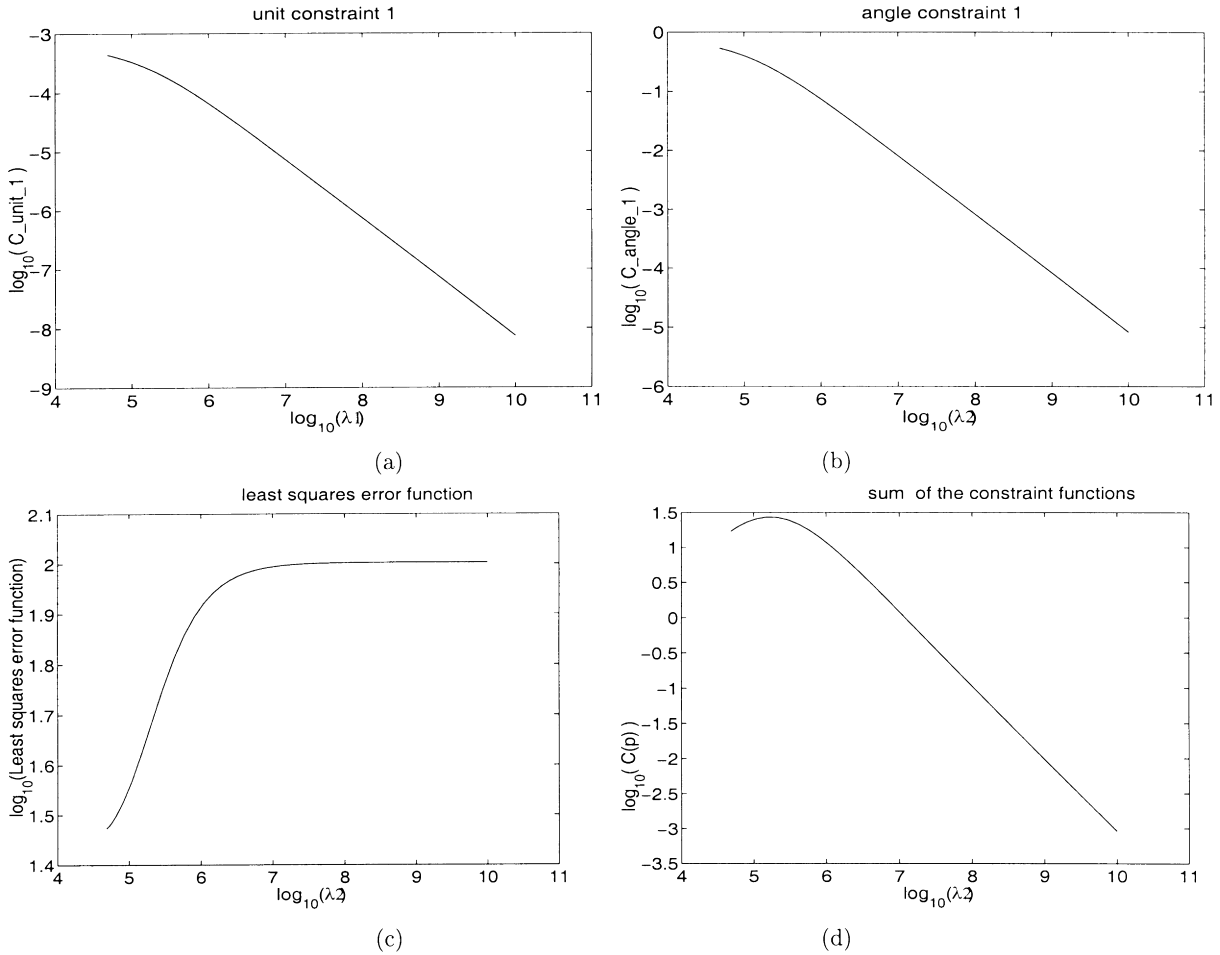 unit constraint 1
−3
−4
−5
−6
−7
−8
−9
log10( C_unit_1 )
4 5 6 7 8 9 10 11
log10(λ1)
(a)
angle constraint 1
0
−1
−2
−3
−4
−5
−6
log10( C_angle_1 )
4 5 6 7 8 9 10 11
log10(λ2)
(b)
least squares error function
2.1
2
1.9
1.8
1.7
1.6
1.5
1.4
log10(Least squares error function)
4 5 6 7 8 9 10 11
log10(λ2)
(c)
sum of the constraint functions
1.5
1
0.5
0
−0.5
−1
−1.5
−2
−2.5
−3
−3.5
log10( C(p) )
4 5 6 7 8 9 10 11
log10(λ2)
(d)